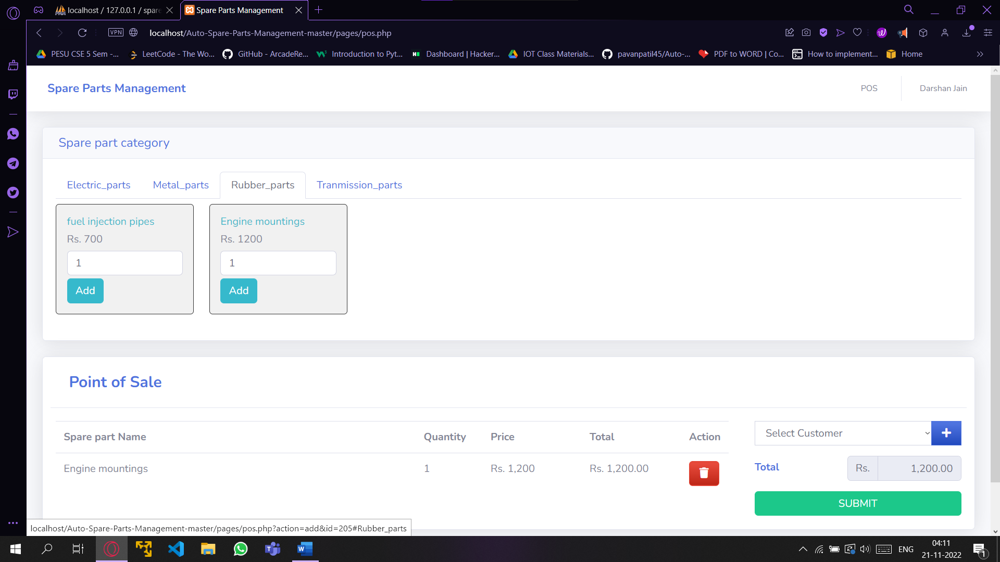 localhost / 127.0.0.1 / spare
Spare Parts Management
VPN
localhost/Auto-Spare-Parts-Management-master/pages/pos.php
PESU CSE 5 Sem -...
LeetCode - The Wo...
GitHub - ArcadeRe...
Introduction to Pyt...
Dashboard | Hacker...
IOT Class Materials...
pavanpatil45/Auto-...
PDF to WORD | Co...
How to implement...
Home
Spare Parts Management
POS
Darshan Jain
Spare part category
Electric_parts
Metal_parts
Rubber_parts
Tranmission_parts
fuel injection pipes
Rs. 700
1
Add
Engine mountings
Rs. 1200
1
Add
Point of Sale
Spare part Name Quantity Price Total Action
Engine mountings 1 Rs. 1,200 Rs. 1,200.00
Select Customer
Total Rs. 1,200.00
SUBMIT
localhost/Auto-Spare-Parts-Management-master/pages/pos.php?action=add&id=205#Rubber_parts
ENG
04:11
21-11-2022
1